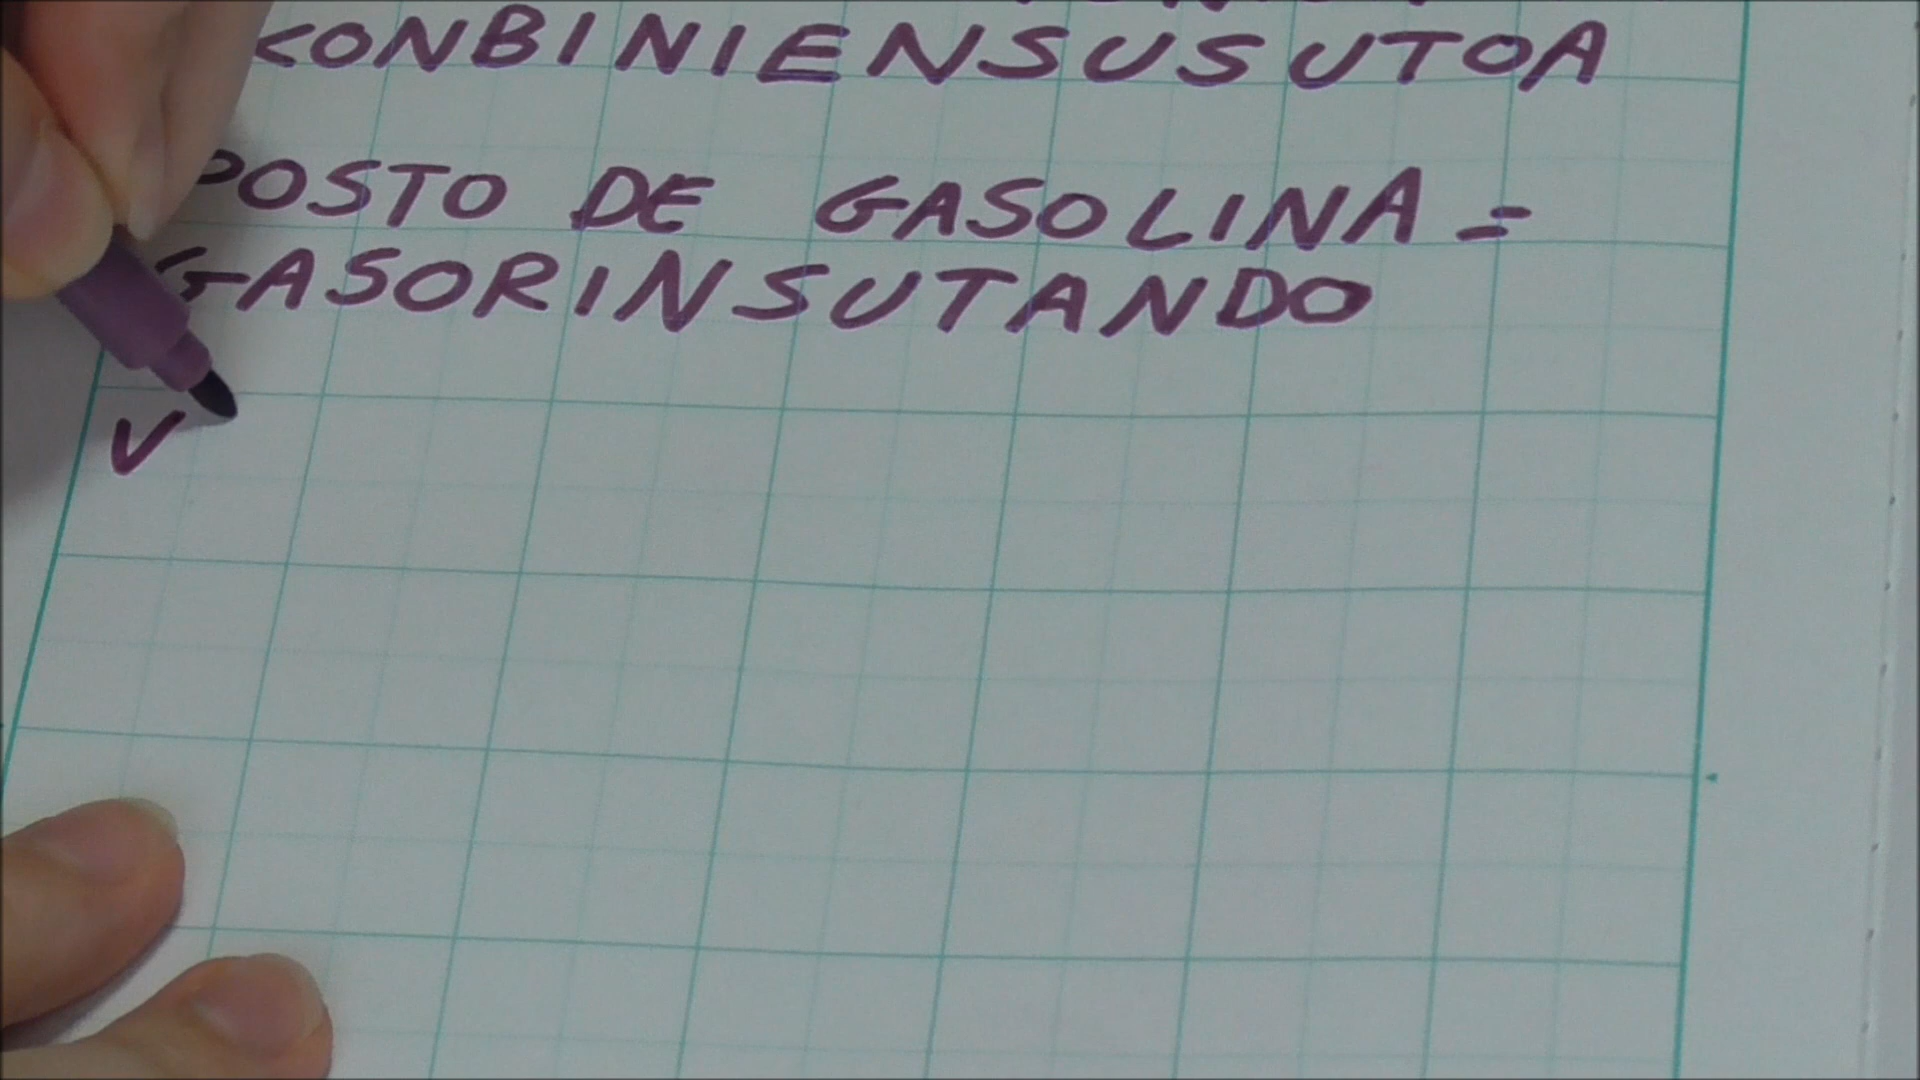 KONBINIENSUSUTOA
POSTO DE GASOLINA =
GASORINSUTANDO
V